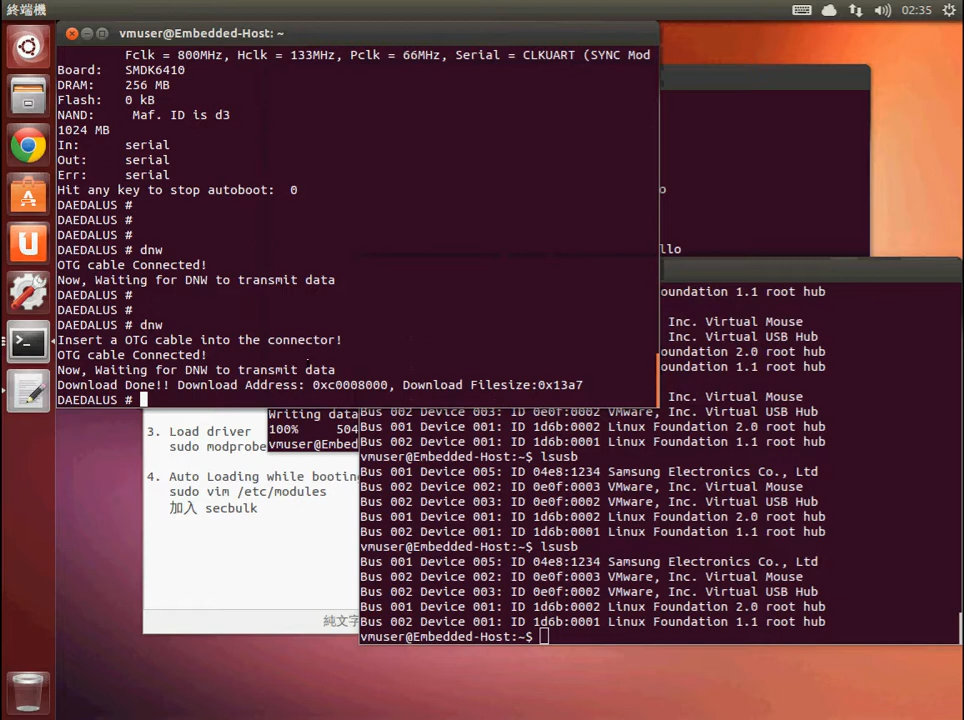 終端機
02:35
vmuser@Embedded-Host: ~
Fclk = 800MHz, Hclk = 133MHz, Pclk = 66MHz, Serial = CLKUART (SYNC Mod
Board: SMDK6410
DRAM: 256 MB
Flash: 0 kB
NAND: Maf. ID is d3
1024 MB
In: serial
Out: serial
Err: serial
Hit any key to stop autoboot: 0
DAEDALUS #
DAEDALUS #
DAEDALUS #
DAEDALUS # dnw
OTG cable Connected!
Now, Waiting for DNW to transmit data
DAEDALUS #
DAEDALUS #
DAEDALUS # dnw
Insert a OTG cable into the connector!
OTG cable Connected!
Now, Waiting for DNW to transmit data
Download Done!! Download Address: 0xc0008000, Download Filesize:0x13a7
DAEDALUS #
o
llo
oundation 1.1 root hub
Inc. Virtual Mouse
Inc. Virtual USB Hub
oundation 2.0 root hub
oundation 1.1 root hub
Inc. Virtual Mouse
Bus 002 Device 003: ID 0e0f:0002 VMware, Inc. Virtual USB Hub
Bus 001 Device 001: ID 1d6b:0002 Linux Foundation 2.0 root hub
Bus 002 Device 001: ID 1d6b:0001 Linux Foundation 1.1 root hub
vmuser@Embedded-Host:~$ lsusb
Bus 001 Device 005: ID 04e8:1234 Samsung Electronics Co., Ltd
Bus 002 Device 002: ID 0e0f:0003 VMware, Inc. Virtual Mouse
Bus 002 Device 003: ID 0e0f:0002 VMware, Inc. Virtual USB Hub
Bus 001 Device 001: ID 1d6b:0002 Linux Foundation 2.0 root hub
Bus 002 Device 001: ID 1d6b:0001 Linux Foundation 1.1 root hub
vmuser@Embedded-Host:~$ lsusb
Bus 001 Device 005: ID 04e8:1234 Samsung Electronics Co., Ltd
Bus 002 Device 002: ID 0e0f:0003 VMware, Inc. Virtual Mouse
Bus 002 Device 003: ID 0e0f:0002 VMware, Inc. Virtual USB Hub
Bus 001 Device 001: ID 1d6b:0002 Linux Foundation 2.0 root hub
Bus 002 Device 001: ID 1d6b:0001 Linux Foundation 1.1 root hub
vmuser@Embedded-Host:~$
Writing data
100% 504
vmuser@Embed
3. Load driver
sudo modprobe
4. Auto Loading while bootin
sudo vim /etc/modules
加入 secbulk
純文字